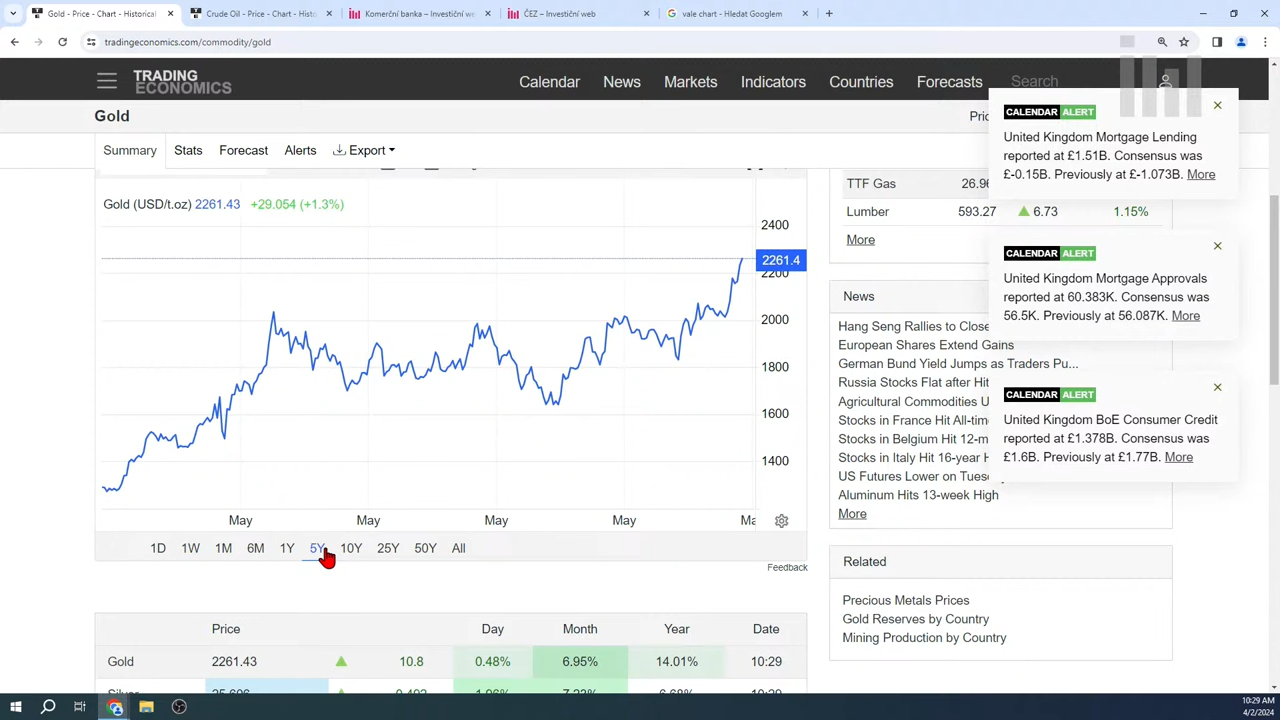 Gold - Price - Chart - Historical
Crude Oil - Price - Chart - Histori
Komerční banka – Investiční we
ČEZ – Investiční web
vale chart - Hledat Googlem
tradingeconomics.com/commodity/gold
TRADING
ECONOMICS
Calendar
News
Markets
Indicators
Countries
Forecasts
Search
Gold
Pric
Summary
Stats
Forecast
Alerts
Export
Gold (USD/t.oz) 2261.43 +29.054 (+1.3%)
2400
2261.4
2200
2000
1800
1600
1400
May
May
May
May
Ma
1D
1W
1M
6M
1Y
5Y
10Y
25Y
50Y
All
Feedback
TTF Gas 26.96
Lumber 593.27 6.73 1.15%
More
News
Hang Seng Rallies to Close
European Shares Extend Gains
German Bund Yield Jumps as Traders Pu...
Russia Stocks Flat after Hit
Agricultural Commodities U
Stocks in France Hit All-time
Stocks in Belgium Hit 12-m
Stocks in Italy Hit 16-year H
US Futures Lower on Tuesd
Aluminum Hits 13-week High
More
Related
Precious Metals Prices
Gold Reserves by Country
Mining Production by Country
CALENDAR ALERT
United Kingdom Mortgage Lending
reported at £1.51B. Consensus was
£-0.15B. Previously at £-1.073B. More
CALENDAR ALERT
United Kingdom Mortgage Approvals
reported at 60.383K. Consensus was
56.5K. Previously at 56.087K. More
CALENDAR ALERT
United Kingdom BoE Consumer Credit
reported at £1.378B. Consensus was
£1.6B. Previously at £1.77B. More
Price Day Month Year Date
Gold 2261.43 10.8 0.48% 6.95% 14.01% 10:29
10:29 AM
4/2/2024